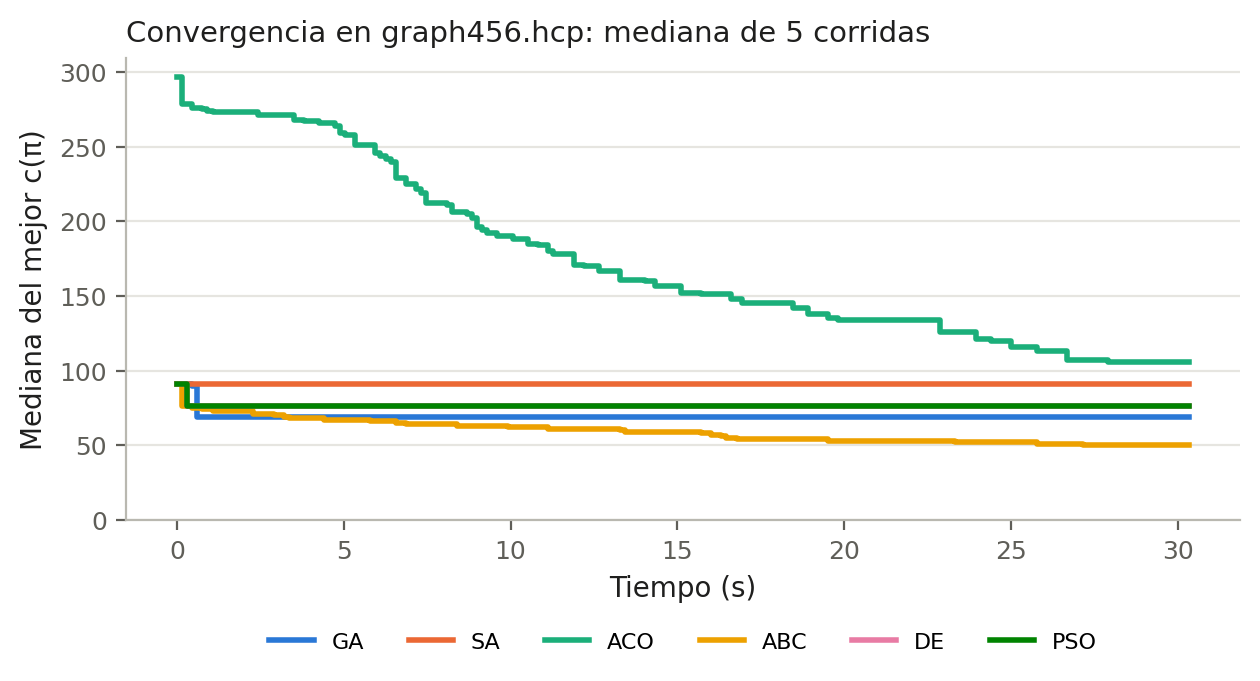 Convergencia en graph456.hcp: mediana de 5 corridas
Mediana del mejor c(π)
300
250
200
150
100
50
0
0 5 10 15 20 25 30
Tiempo (s)
GA SA ACO ABC DE PSO